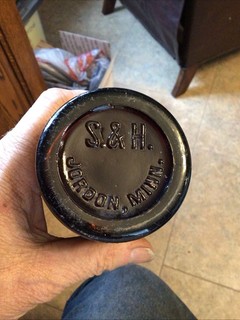 S.& H.
JORDON, MINN.